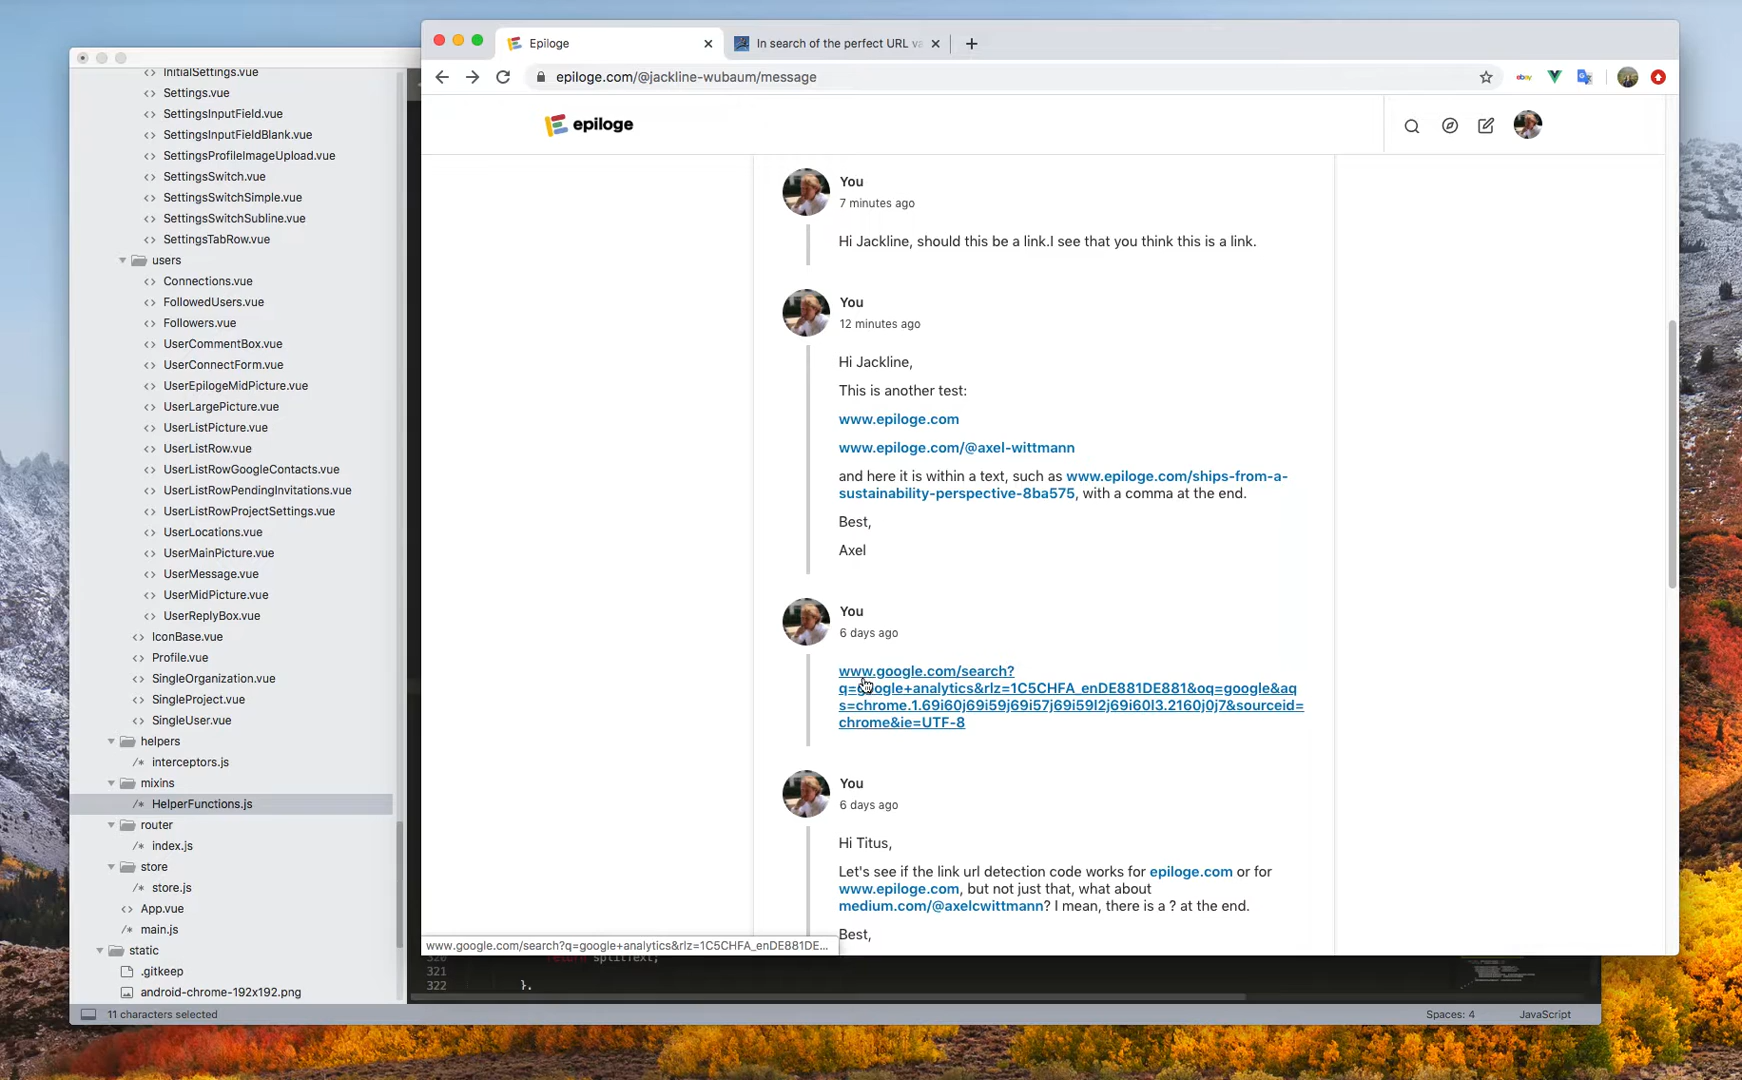 InitialSettings.vue
Settings.vue
SettingsInputField.vue
SettingsInputFieldBlank.vue
SettingsProfileImageUpload.vue
SettingsSwitch.vue
SettingsSwitchSimple.vue
SettingsSwitchSubline.vue
SettingsTabRow.vue
users
Connections.vue
FollowedUsers.vue
Followers.vue
UserCommentBox.vue
UserConnectForm.vue
UserEpilogeMidPicture.vue
UserLargePicture.vue
UserListPicture.vue
UserListRow.vue
UserListRowGoogleContacts.vue
UserListRowPendingInvitations.vue
UserListRowProjectSettings.vue
UserLocations.vue
UserMainPicture.vue
UserMessage.vue
UserMidPicture.vue
UserReplyBox.vue
IconBase.vue
Profile.vue
SingleOrganization.vue
SingleProject.vue
SingleUser.vue
helpers
/* interceptors.js
mixins
/* HelperFunctions.js
router
/* index.js
store
/* store.js
App.vue
/* main.js
static
.gitkeep
android-chrome-192x192.png
11 characters selected
Epiloge
In search of the perfect URL va
epiloge.com/@jackline-wubaum/message
ebay
epiloge
You
7 minutes ago
Hi Jackline, should this be a link.I see that you think this is a link.
You
12 minutes ago
Hi Jackline,
This is another test:
www.epiloge.com
www.epiloge.com/@axel-wittmann
and here it is within a text, such as www.epiloge.com/ships-from-a-
sustainability-perspective-8ba575, with a comma at the end.
Best,
Axel
You
6 days ago
www.google.com/search?
q=google+analytics&rlz=1C5CHFA_enDE881DE881&oq=google&aq
s=chrome.1.69i60j69i59j69i57j69i59l2j69i60l3.2160j0j7&sourceid=
chrome&ie=UTF-8
You
6 days ago
Hi Titus,
Let's see if the link url detection code works for epiloge.com or for
www.epiloge.com, but not just that, what about
medium.com/@axelcwittmann? I mean, there is a ? at the end.
Best,
www.google.com/search?q=google+analytics&rlz=1C5CHFA_enDE881DE...
320 return splitText;
321
322 },
Spaces: 4
JavaScript